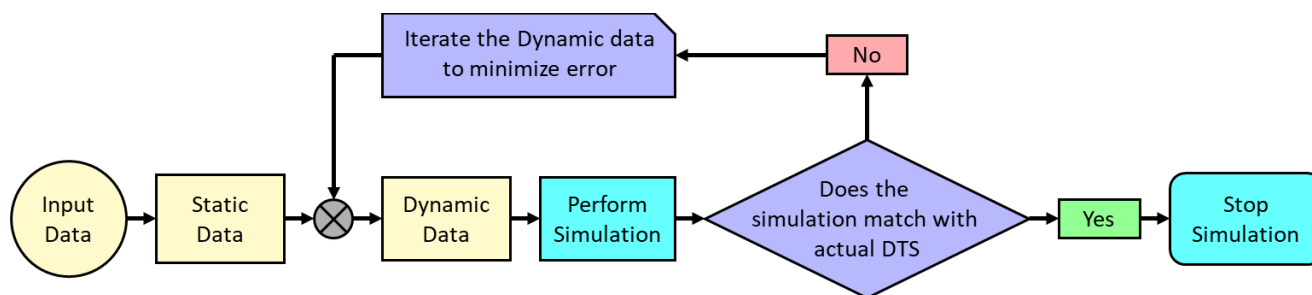 Iterate the Dynamic data
to minimize error
No
Input
Data
Static
Data
Dynamic
Data
Perform
Simulation
Does the
simulation match with
actual DTS
Yes
Stop
Simulation